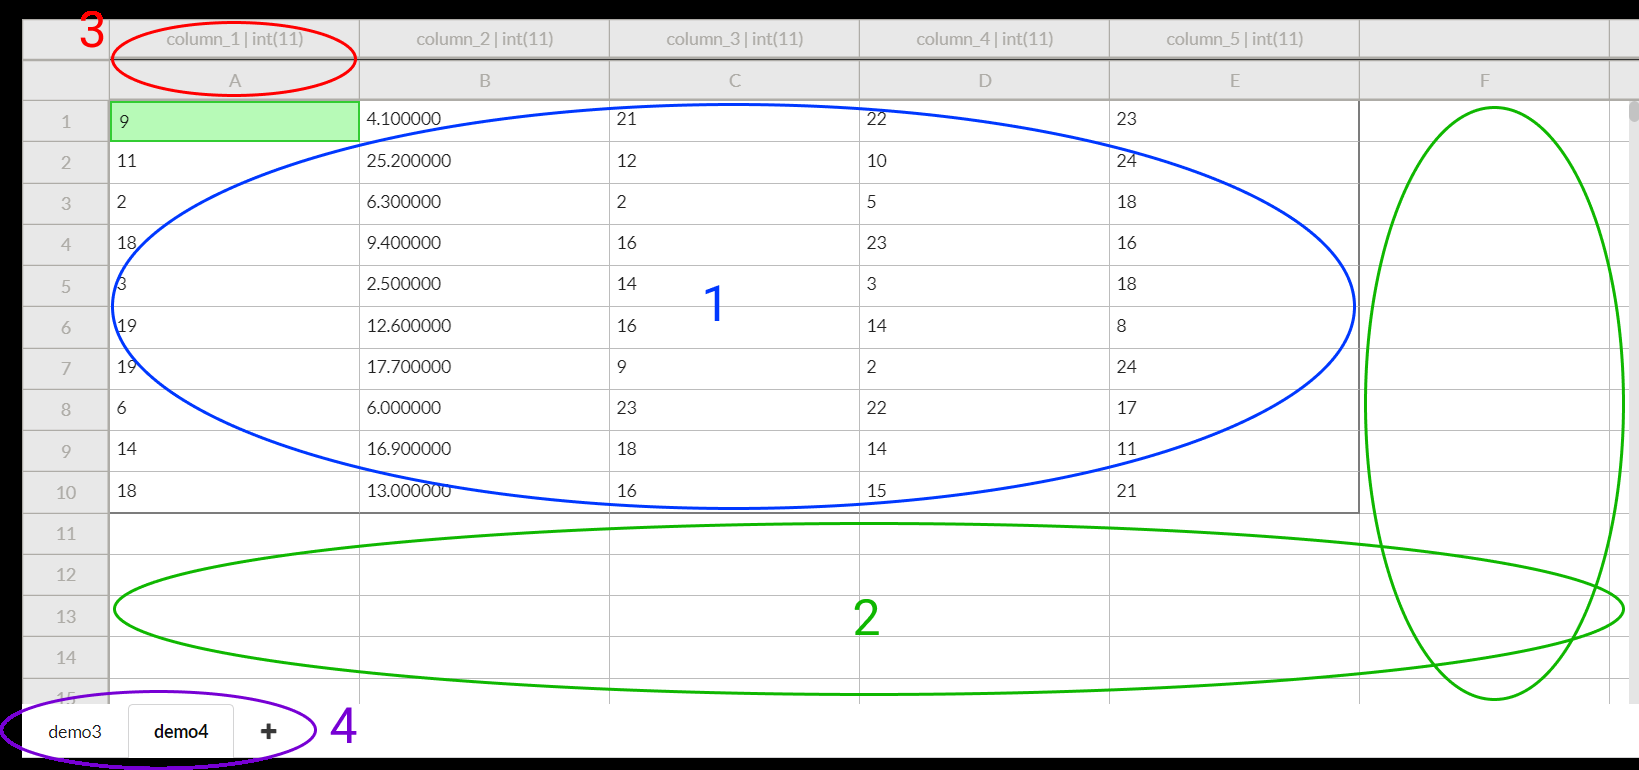 3
column_1 | int(11) column_2 | int(11) column_3 | int(11) column_4 | int(11) column_5 | int(11)
A B C D E F
1 9 4.100000 21 22 23
2 11 25.200000 12 10 24
3 2 6.300000 2 5 18
4 18 9.400000 16 23 16
5 3 2.500000 14 3 18
1
6 19 12.600000 16 14 8
7 19 17.700000 9 2 24
8 6 6.000000 23 22 17
9 14 16.900000 18 14 11
10 18 13.000000 16 15 21
11
12
13
2
14
15
demo3 demo4 + 4